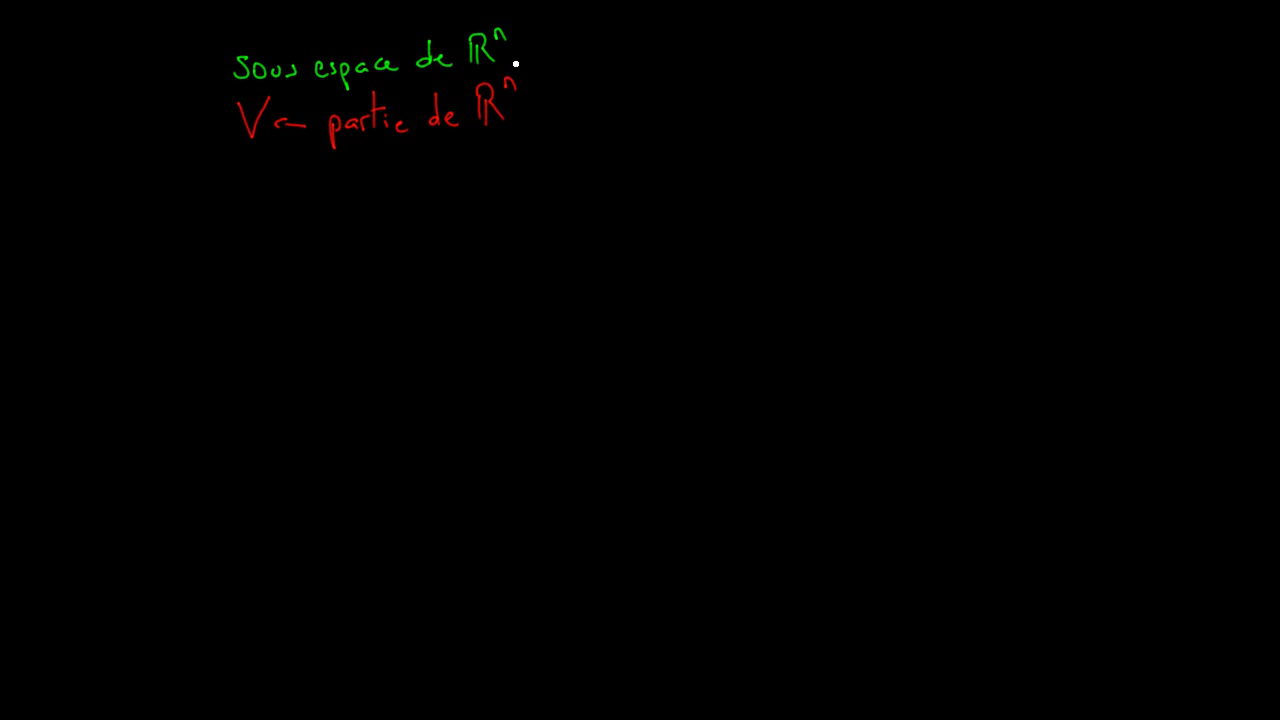 Sous espace de ℝⁿ
V ← partie de ℝⁿ